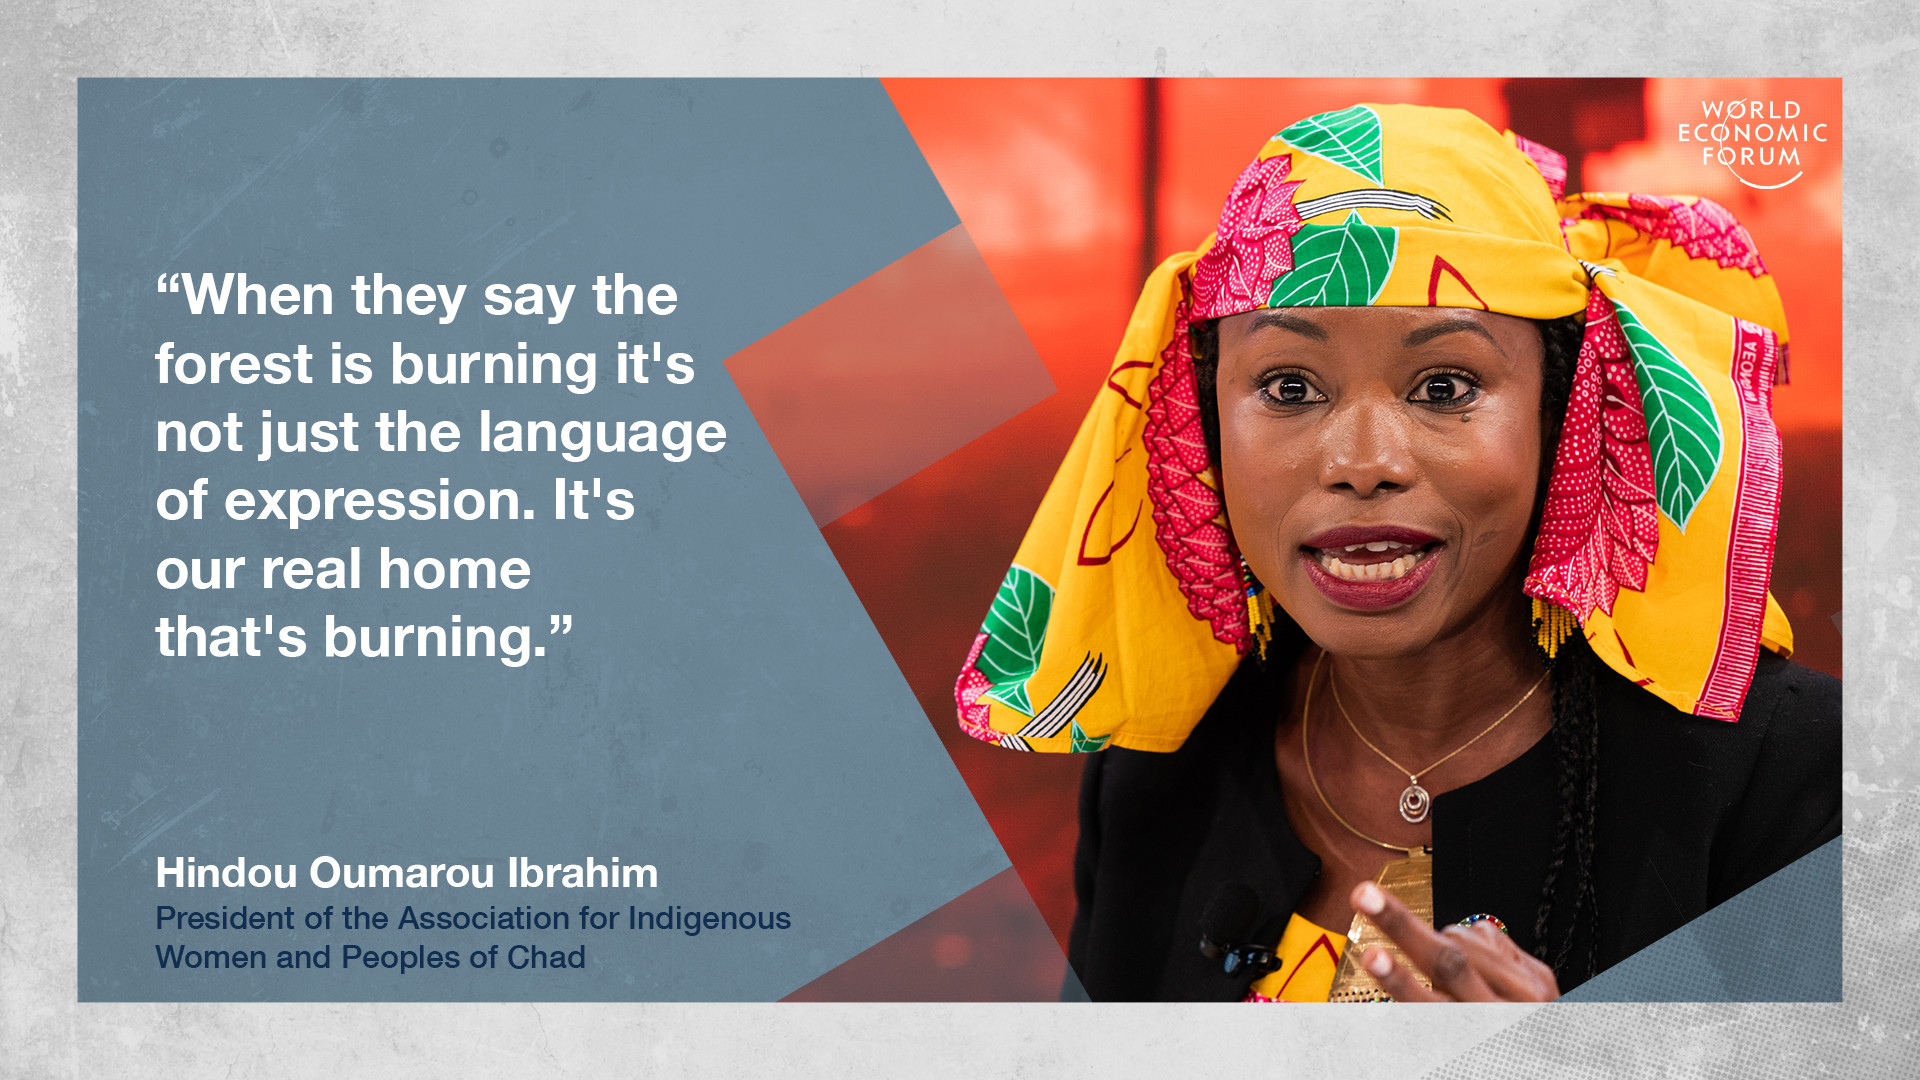 “When they say the
forest is burning it's
not just the language
of expression. It's
our real home
that's burning.”
Hindou Oumarou Ibrahim
President of the Association for Indigenous
Women and Peoples of Chad
WORLD
ECONOMIC
FORUM